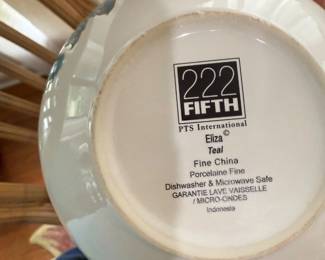 222
FIFTH
PTS International
Eliza©
Teal
Fine China
Porcelaine Fine
Dishwasher & Microwave Safe
GARANTIE LAVE VAISSELLE
/ MICRO-ONDES
Indonesia